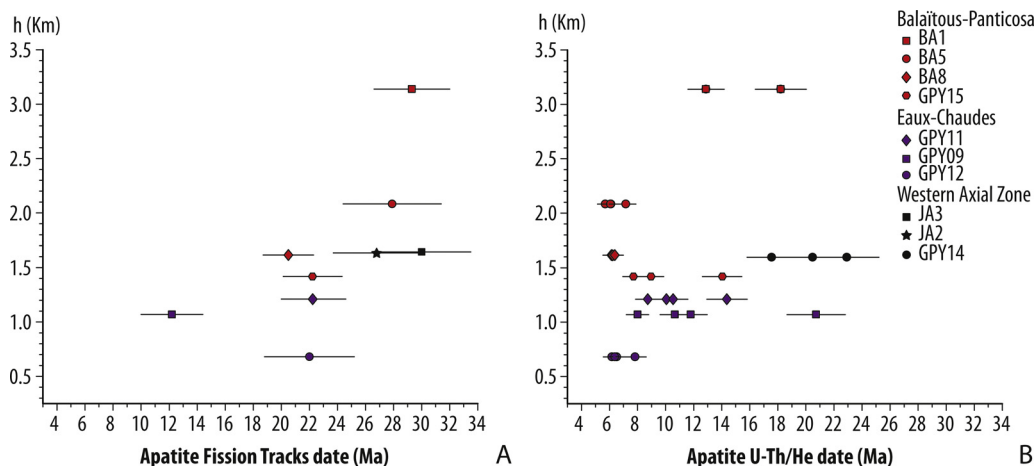 h (Km)
3.5
3.0
2.5
2.0
1.5
1.0
0.5
4 6 8 10 12 14 16 18 20 22 24 26 28 30 32 34
Apatite Fission Tracks date (Ma)
A
h (Km)
3.5
3.0
2.5
2.0
1.5
1.0
0.5
4 6 8 10 12 14 16 18 20 22 24 26 28 30 32 34
Apatite U-Th/He date (Ma)
B
Balaïtous-Panticosa
BA1
BA5
BA8
GPY15
Eaux-Chaudes
GPY11
GPY09
GPY12
Western Axial Zone
JA3
JA2
GPY14